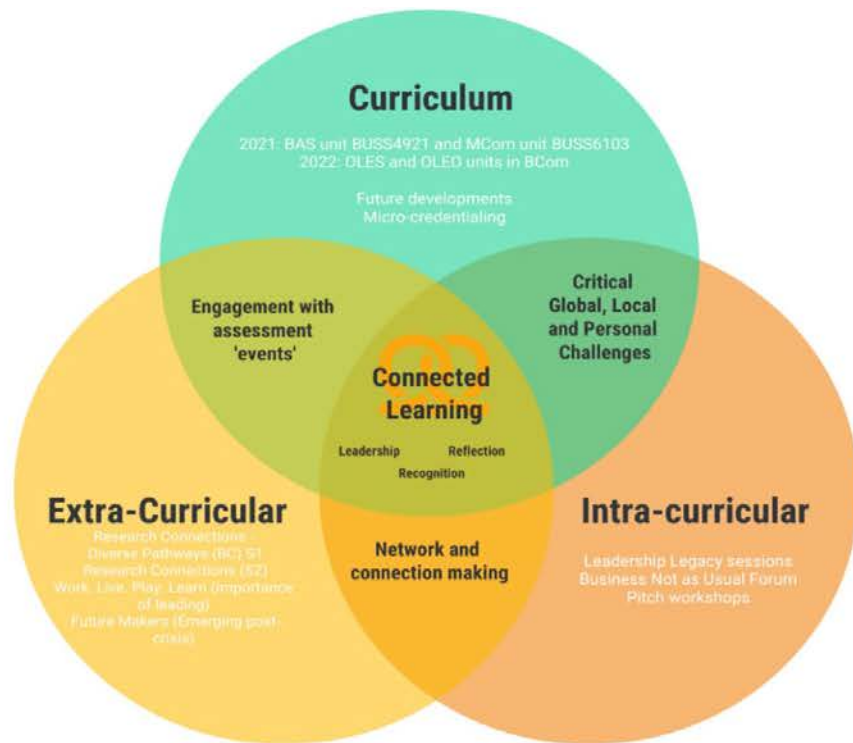 Curriculum
2021: BAS unit BUSS4921 and MCom unit BUSS6103
2022: OLES and OLEO units in BCom
Future developments
Micro-credentialing
Engagement with
assessment
'events'
Critical
Global, Local
and Personal
Challenges
Connected
Learning
Leadership
Reflection
Recognition
Extra-Curricular
Research Connections -
Diverse Pathways (BC) S1
Research Connections (S2)
Work, Live, Play, Learn (Importance
of leading)
Future Makers (Emerging post-
crisis)
Network and
connection making
Intra-curricular
Leadership Legacy sessions
Business Not as Usual Forum
Pitch workshops